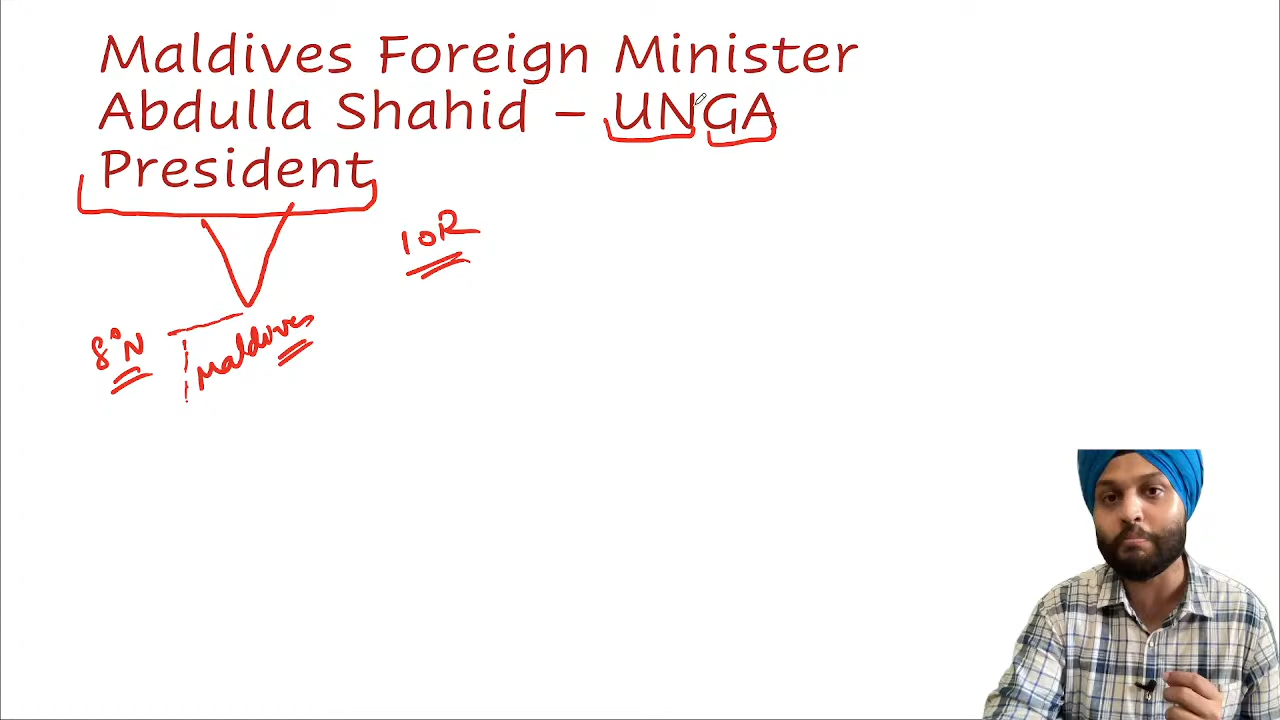 Maldives Foreign Minister
Abdulla Shahid – UNGA
President
IOR
8°N
Maldives